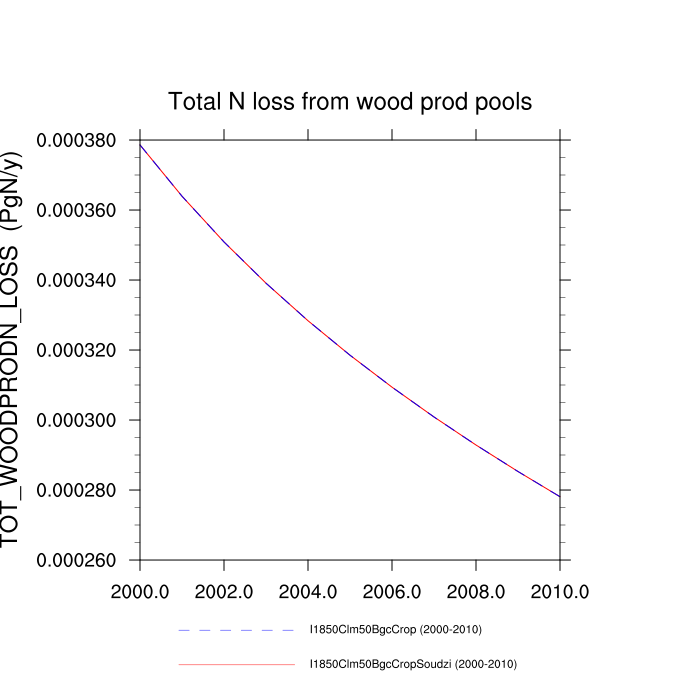 Total N loss from wood prod pools
TOT_WOODPRODN_LOSS (PgN/y)
0.000380
0.000360
0.000340
0.000320
0.000300
0.000280
0.000260
2000.0 2002.0 2004.0 2006.0 2008.0 2010.0
I1850Clm50BgcCrop (2000-2010)
I1850Clm50BgcCropSoudzi (2000-2010)